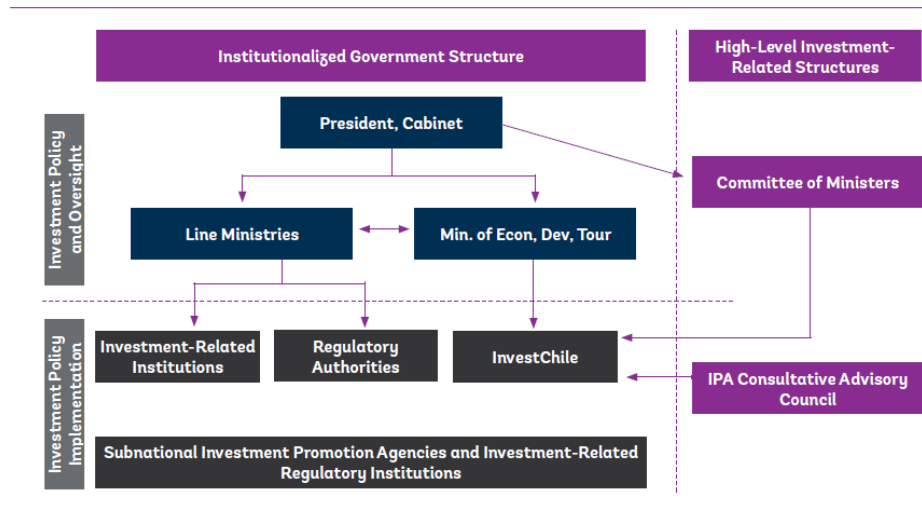 Institutionalized Government Structure
High-Level Investment-
Related Structures
Investment Policy
and Oversight
President, Cabinet
Committee of Ministers
Line Ministries
Min. of Econ, Dev, Tour
Investment Policy
Implementation
Investment-Related
Institutions
Regulatory
Authorities
InvestChile
IPA Consultative Advisory
Council
Subnational Investment Promotion Agencies and Investment-Related
Regulatory Institutions